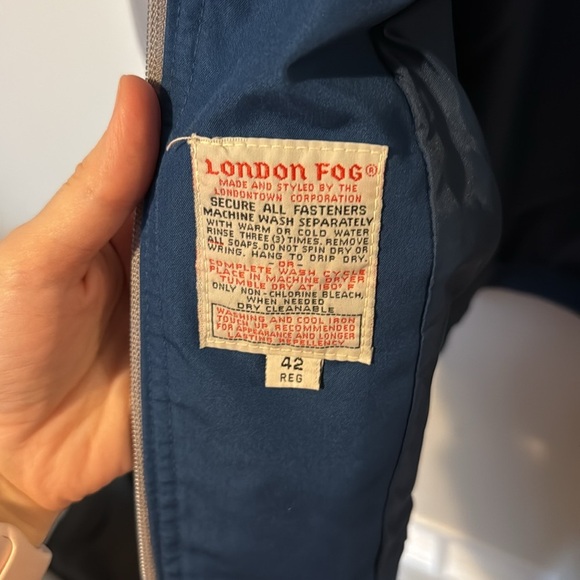 LONDON FOG®
MADE AND STYLED BY THE
LONDONTOWN CORPORATION
SECURE ALL FASTENERS
MACHINE WASH SEPARATELY
WITH WARM OR COLD WATER
RINSE THREE (3) TIMES. REMOVE
ALL SOAPS. DO NOT SPIN DRY OR
WRING. HANG TO DRIP DRY.
-OR-
COMPLETE WASH CYCLE
PLACE IN MACHINE DRYER
TUMBLE DRY AT 160° F
ONLY NON-CHLORINE BLEACH,
WHEN NEEDED
DRY CLEANABLE
WASHING AND COOL IRON
TOUCH UP RECOMMENDED
FOR APPEARANCE AND LONGER
LASTING REPELLENCY
42
REG